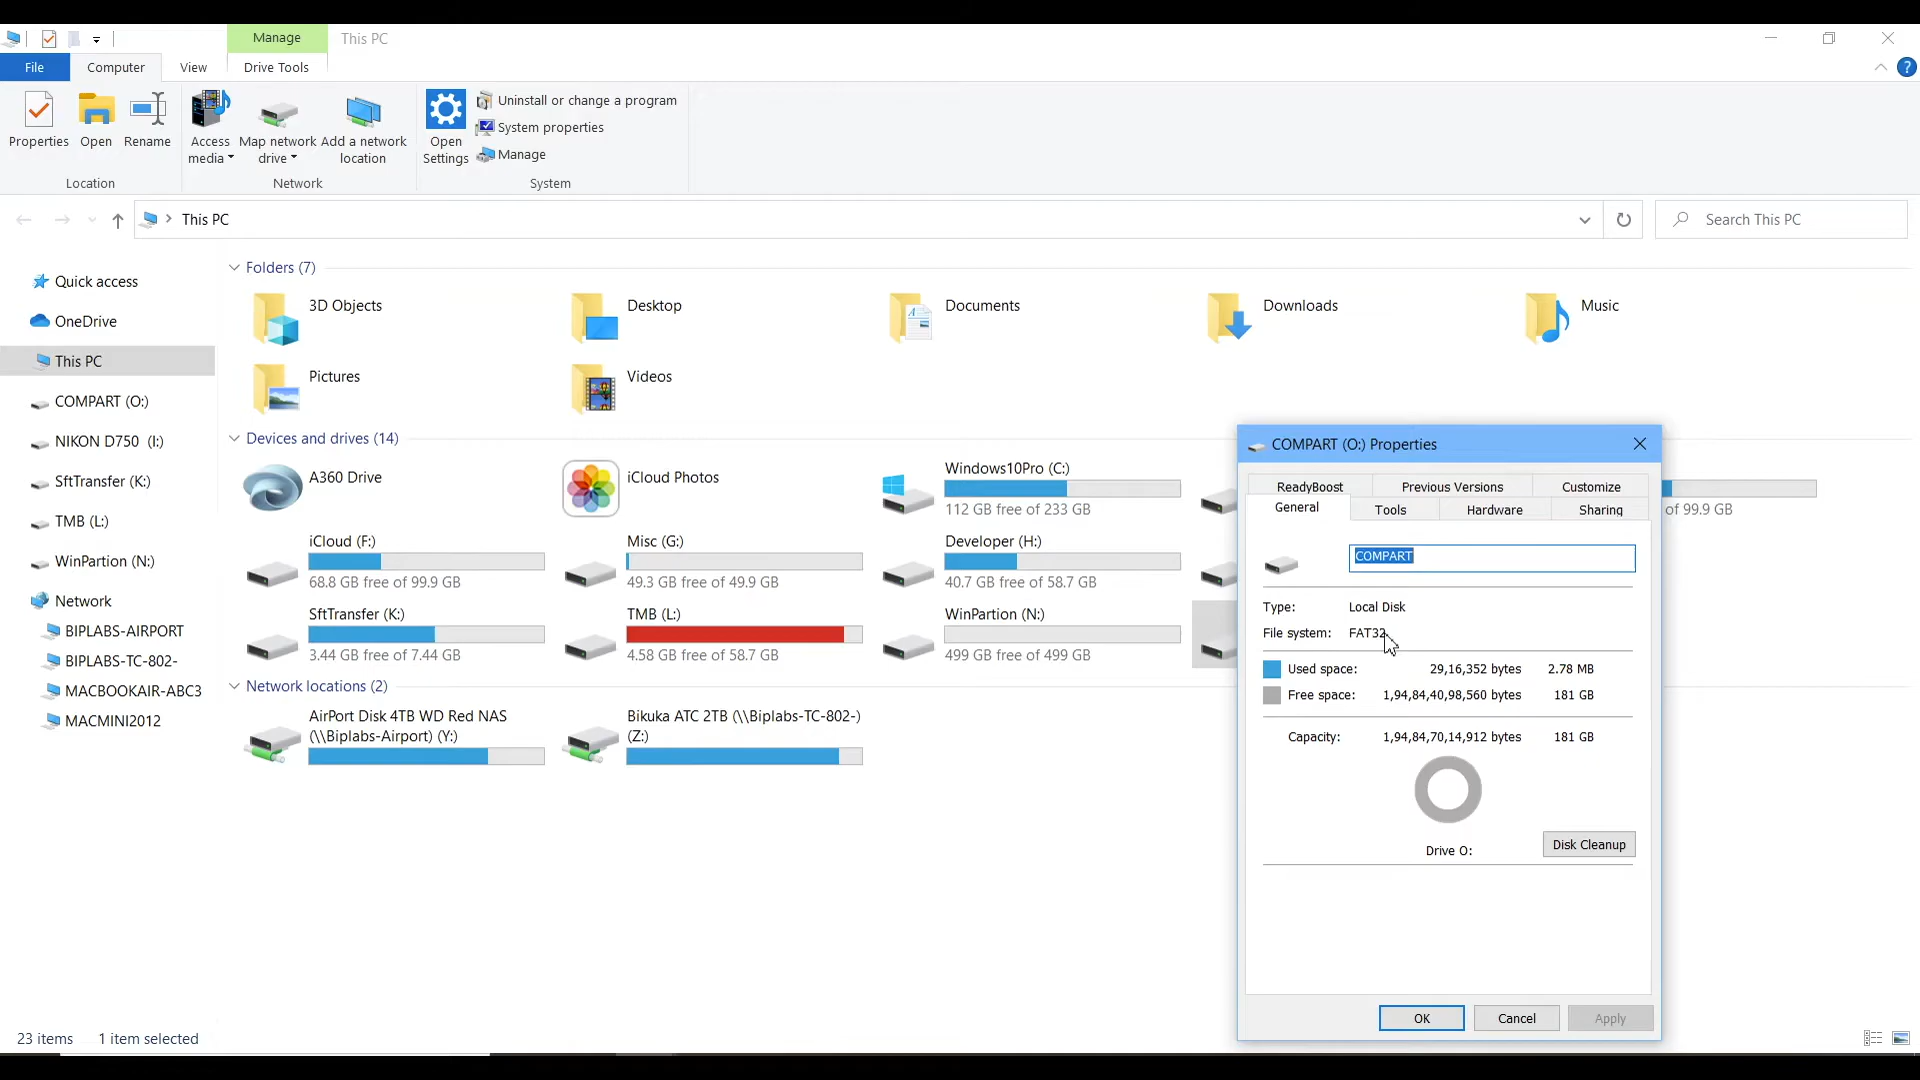 Manage
This PC
File
Computer
View
Drive Tools
Properties
Open
Rename
Location
Access
media
Map network
drive
Add a network
location
Network
Open
Settings
Uninstall or change a program
System properties
Manage
System
This PC
Search This PC
Quick access
OneDrive
This PC
COMPART (O:)
NIKON D750 (I:)
SftTransfer (K:)
TMB (L:)
WinPartion (N:)
Network
BIPLABS-AIRPORT
BIPLABS-TC-802-
MACBOOKAIR-ABC3
MACMINI2012
Folders (7)
3D Objects
Desktop
Documents
Downloads
Music
Pictures
Videos
Devices and drives (14)
A360 Drive
iCloud Photos
Windows10Pro (C:)
112 GB free of 233 GB
of 99.9 GB
iCloud (F:)
68.8 GB free of 99.9 GB
Misc (G:)
49.3 GB free of 49.9 GB
Developer (H:)
40.7 GB free of 58.7 GB
SftTransfer (K:)
3.44 GB free of 7.44 GB
TMB (L:)
4.58 GB free of 58.7 GB
WinPartion (N:)
499 GB free of 499 GB
Network locations (2)
AirPort Disk 4TB WD Red NAS
(\\Biplabs-Airport) (Y:)
Bikuka ATC 2TB (\\Biplabs-TC-802-)
(Z:)
COMPART (O:) Properties
ReadyBoost
Previous Versions
Customize
General
Tools
Hardware
Sharing
COMPART
Type: Local Disk
File system: FAT32
Used space: 29,16,352 bytes 2.78 MB
Free space: 1,94,84,40,98,560 bytes 181 GB
Capacity: 1,94,84,70,14,912 bytes 181 GB
Drive O:
Disk Cleanup
OK
Cancel
Apply
23 items
1 item selected